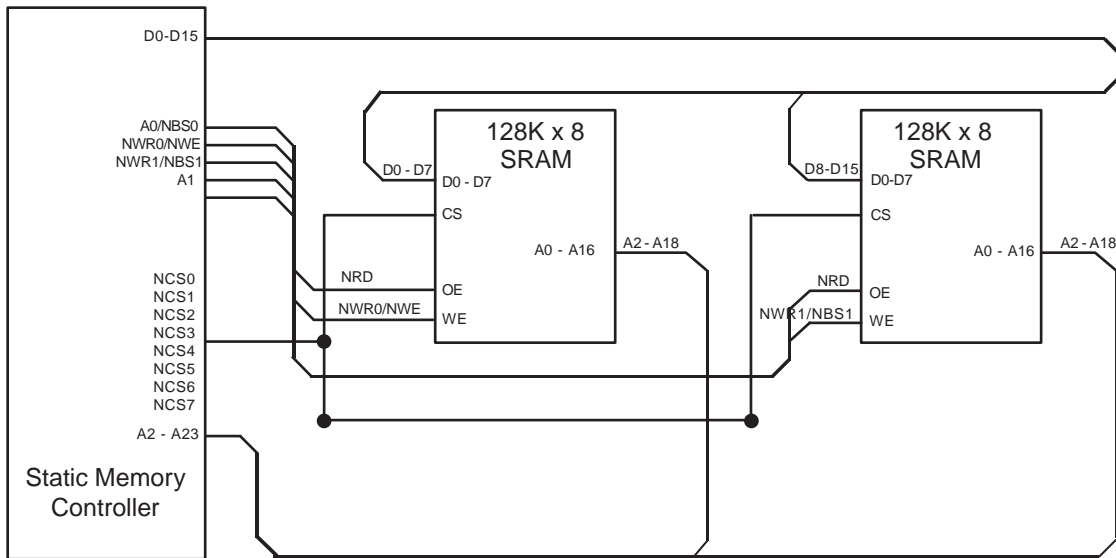 D0-D15
A0/NBS0
NWR0/NWE
NWR1/NBS1
A1
NCS0
NCS1
NCS2
NCS3
NCS4
NCS5
NCS6
NCS7
A2 - A23
Static Memory
Controller
128K x 8
SRAM
D0 - D7
D0 - D7
CS
A0 - A16
A2 - A18
NRD
OE
NWR0/NWE
WE
128K x 8
SRAM
D8-D15
D0-D7
CS
A0 - A16
A2 - A18
NRD
OE
NWR1/NBS1
WE